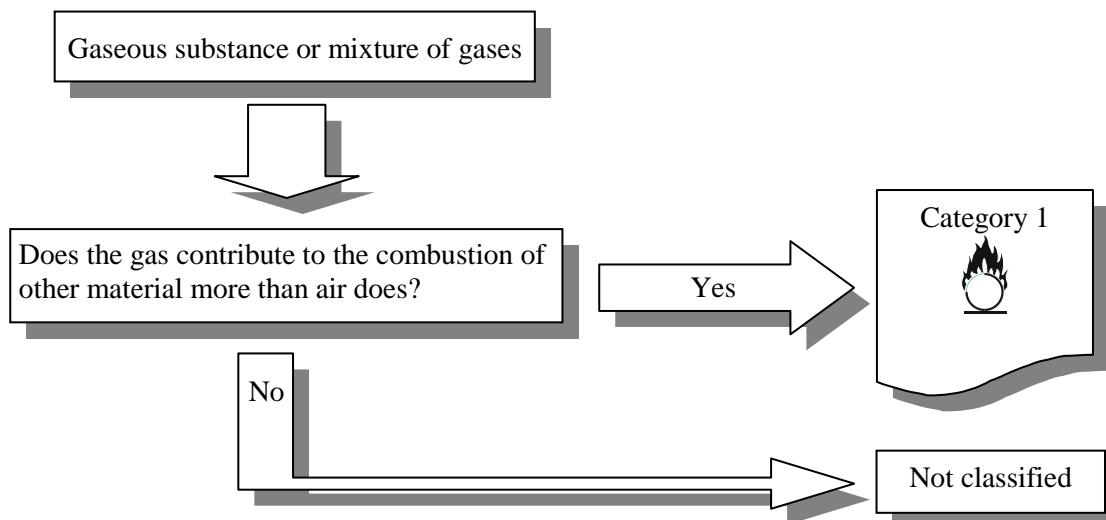 Gaseous substance or mixture of gases
Does the gas contribute to the combustion of
other material more than air does?
Yes
Category 1
No
Not classified